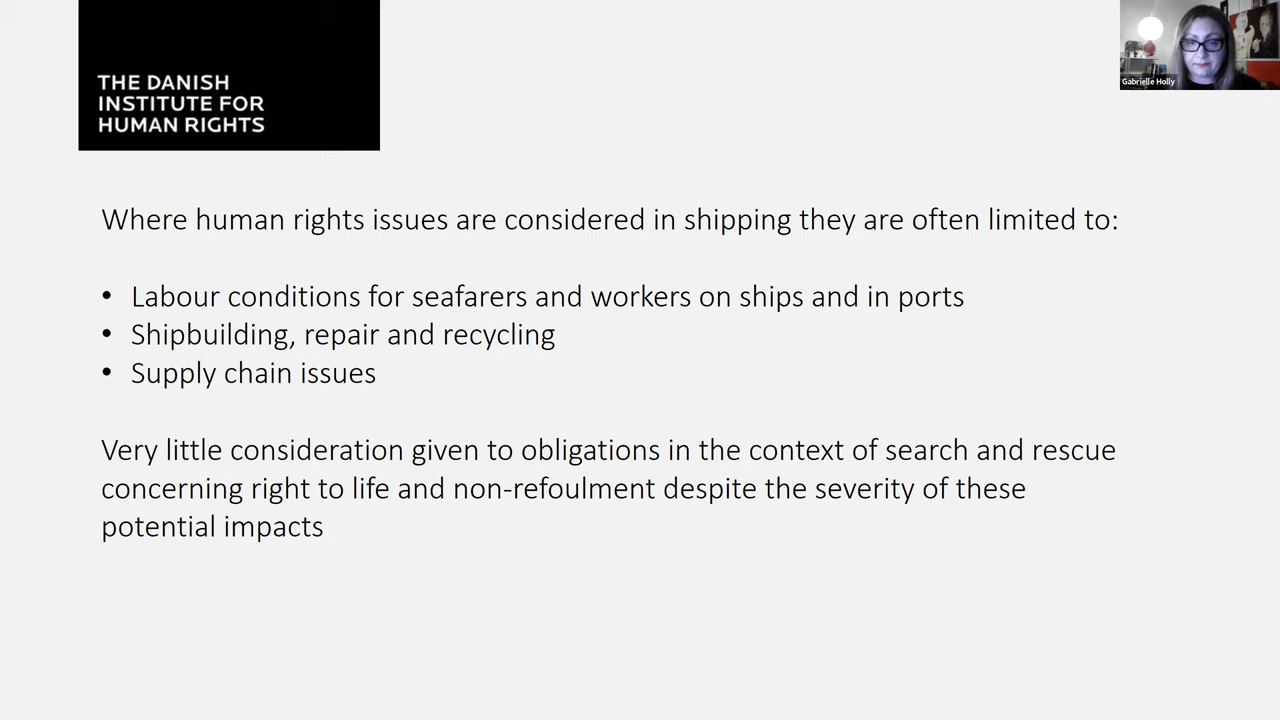 THE DANISH
INSTITUTE FOR
HUMAN RIGHTS
Gabrielle Holly
Where human rights issues are considered in shipping they are often limited to:
• Labour conditions for seafarers and workers on ships and in ports
• Shipbuilding, repair and recycling
• Supply chain issues
Very little consideration given to obligations in the context of search and rescue
concerning right to life and non-refoulment despite the severity of these
potential impacts